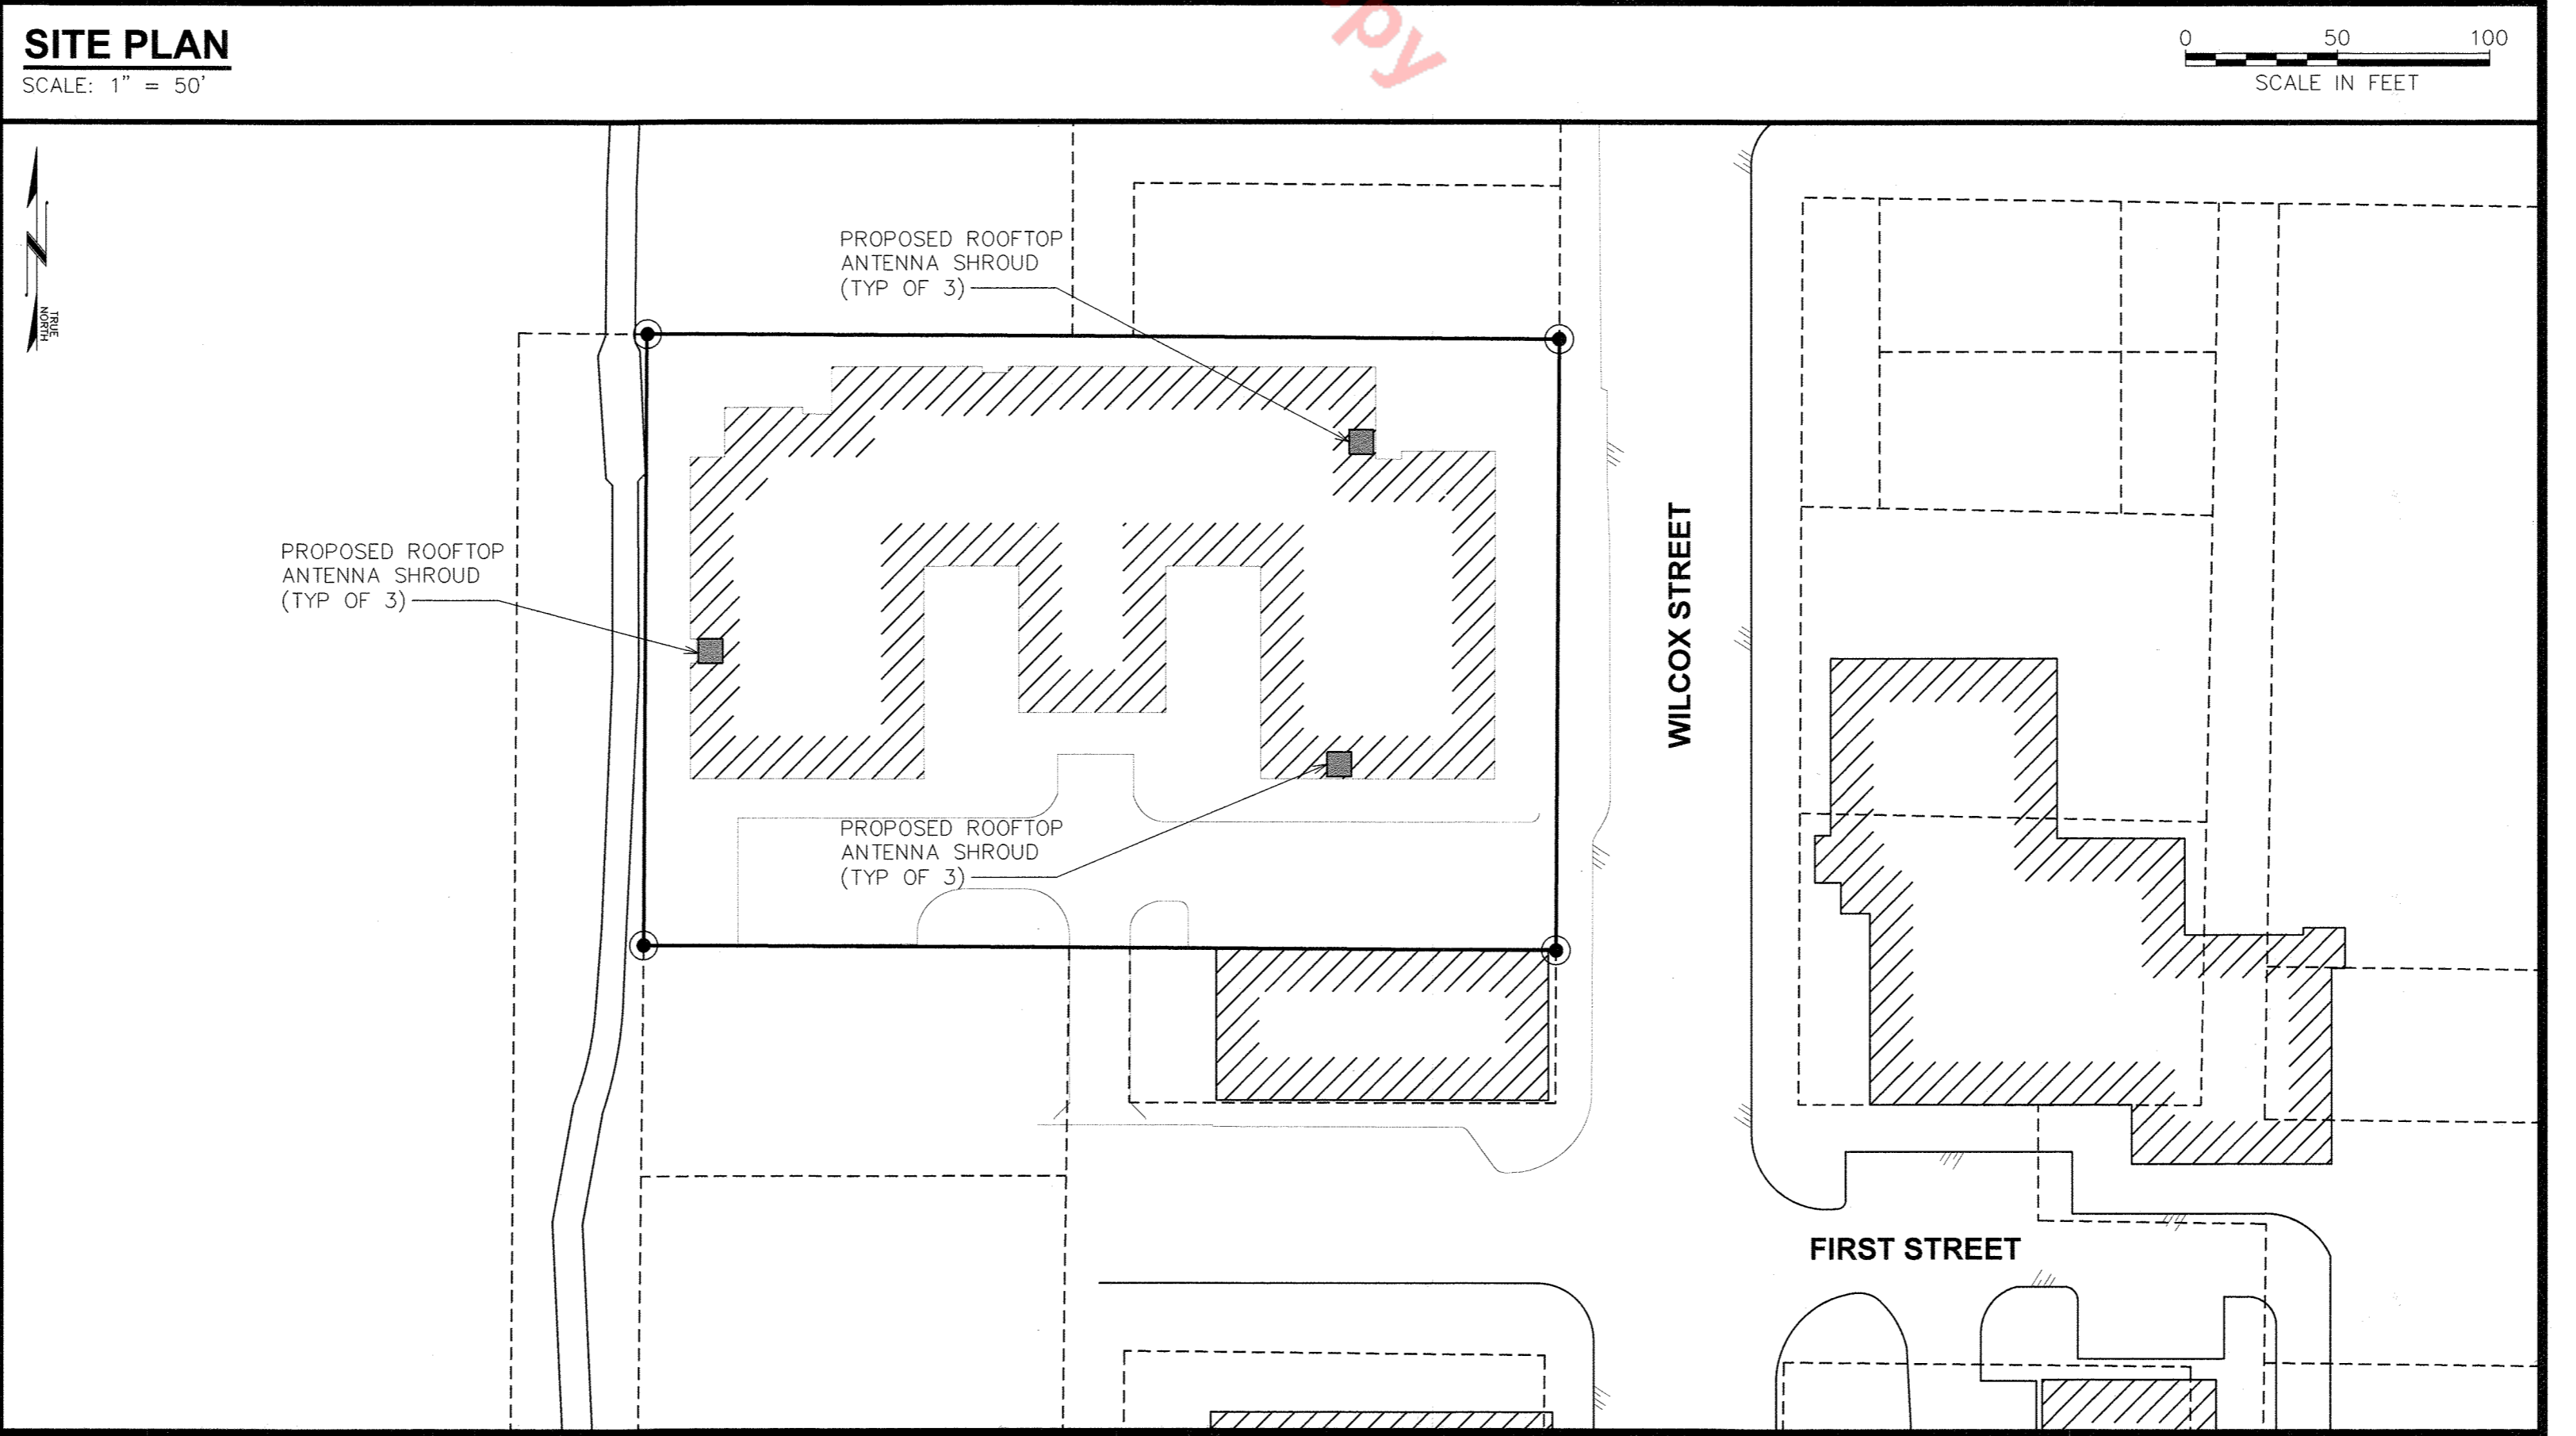 SITE PLAN
SCALE: 1" = 50'
py
0 50 100
SCALE IN FEET
TRUE
NORTH
PROPOSED ROOFTOP
ANTENNA SHROUD
(TYP OF 3)
PROPOSED ROOFTOP
ANTENNA SHROUD
(TYP OF 3)
WILCOX STREET
PROPOSED ROOFTOP
ANTENNA SHROUD
(TYP OF 3)
FIRST STREET